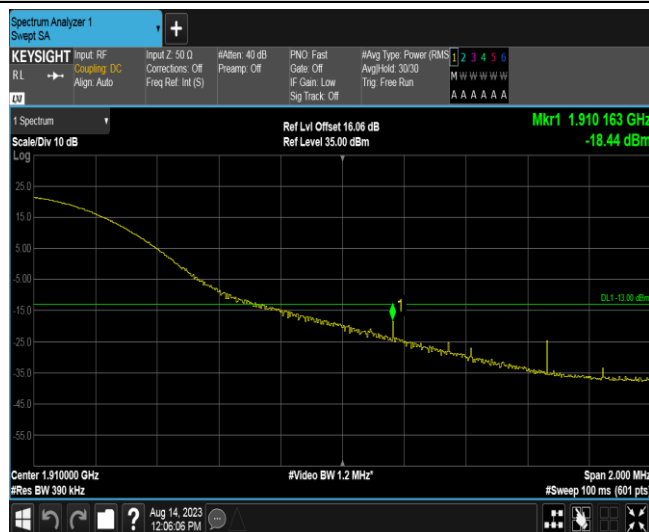 Spectrum Analyzer 1
Swept SA
+
KEYSIGHT
RL
LXI
Input: RF
Coupling: DC
Align: Auto
Input Z: 50 Ω
Corrections: Off
Freq Ref: Int (S)
#Atten: 40 dB
Preamp: Off
PNO: Fast
Gate: Off
IF Gain: Low
Sig Track: Off
#Avg Type: Power (RMS
Avg|Hold: 30/30
Trig: Free Run
1 2 3 4 5 6
M W W W W W
A A A A A A
1 Spectrum
Scale/Div 10 dB
Log
Ref Lvl Offset 16.06 dB
Ref Level 35.00 dBm
Mkr1 1.910 163 GHz
-18.44 dBm
25.0
15.0
5.00
-5.00
-15.0
-25.0
-35.0
-45.0
-55.0
1
DL1 -13.00 dBm
Center 1.910000 GHz
#Res BW 390 kHz
#Video BW 1.2 MHz*
Span 2.000 MHz
#Sweep 100 ms (601 pts)
?
Aug 14, 2023
12:06:06 PM